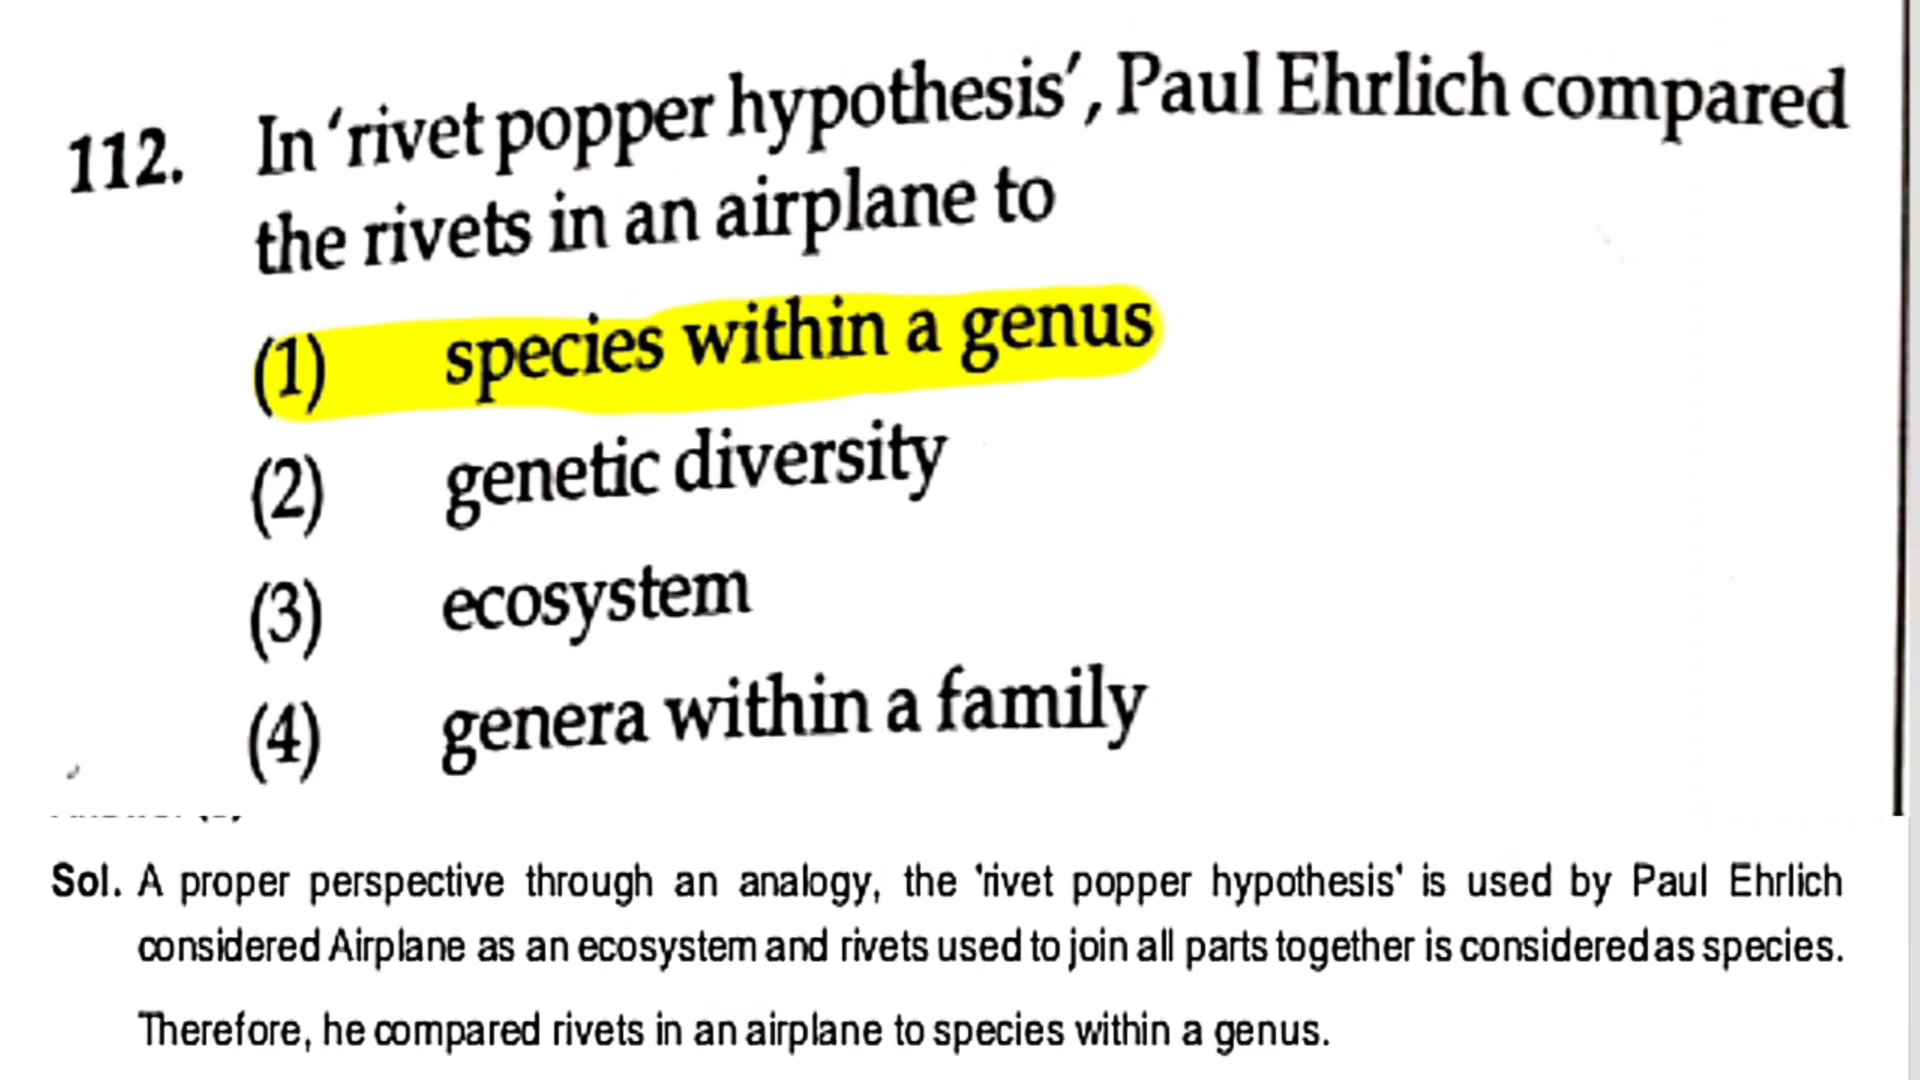 112. In 'rivet popper hypothesis', Paul Ehrlich compared
the rivets in an airplane to
(1) species within a genus
(2) genetic diversity
(3) ecosystem
(4) genera within a family
Sol. A proper perspective through an analogy, the 'rivet popper hypothesis' is used by Paul Ehrlich
considered Airplane as an ecosystem and rivets used to join all parts together is considered as species.
Therefore, he compared rivets in an airplane to species within a genus.